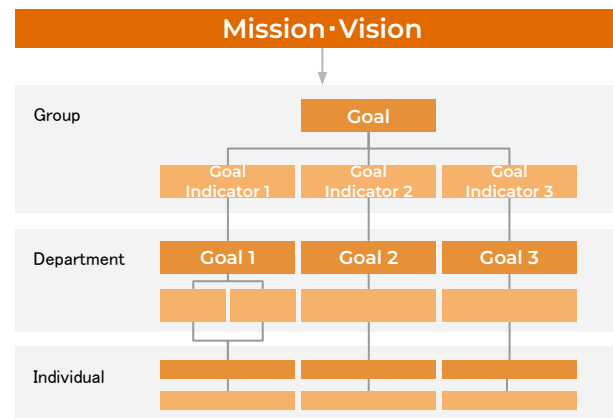 Mission･Vision
Group
Goal
Goal
Indicator 1
Goal
Indicator 2
Goal
Indicator 3
Department
Goal 1
Goal 2
Goal 3
Individual